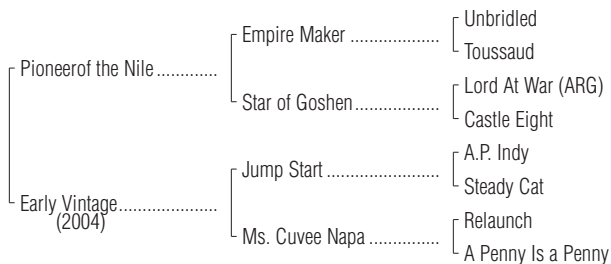 Unbridled
Empire Maker ....................
Toussaud
Pioneerof the Nile .............
Lord At War (ARG)
Star of Goshen ...................
Castle Eight
A.P. Indy
Jump Start ........................
Steady Cat
Early Vintage .....................
(2004)
Relaunch
Ms. Cuvee Napa ................
A Penny Is a Penny